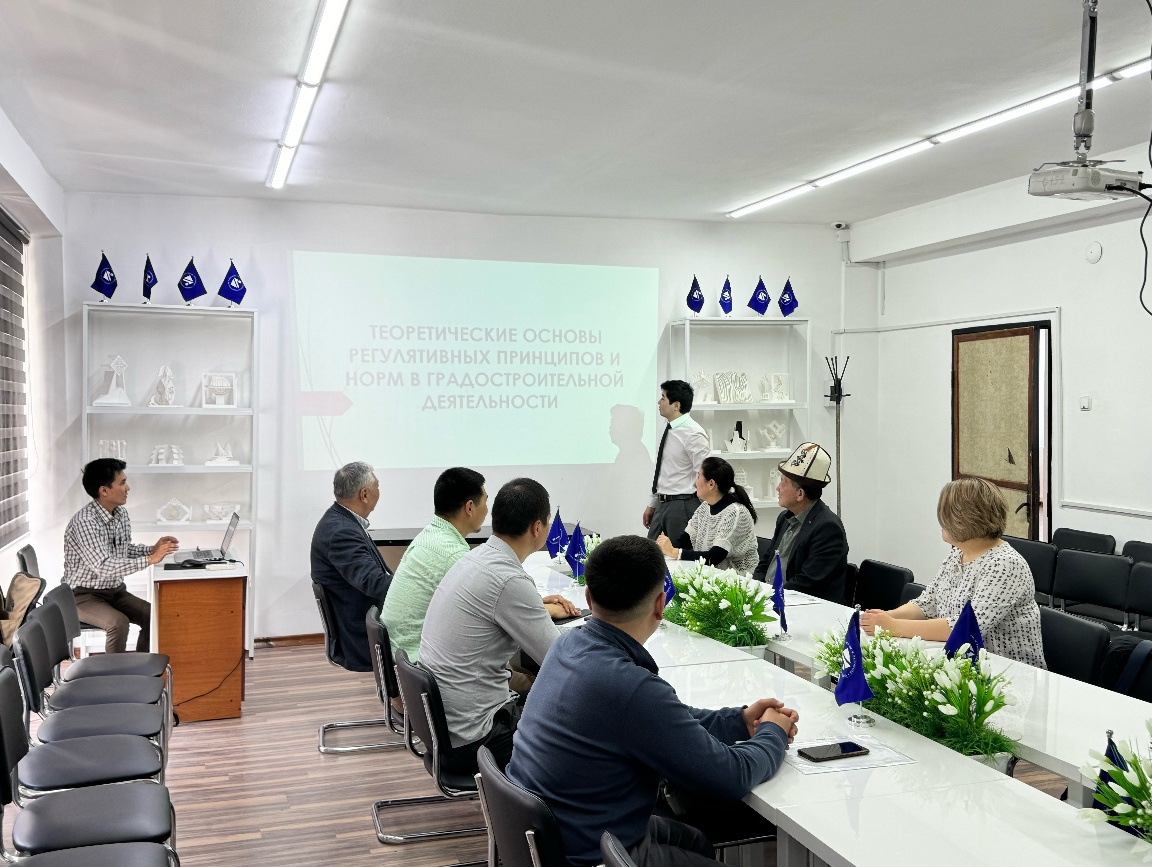 ТЕОРЕТИЧЕСКИЕ ОСНОВЫ
РЕГУЛЯТИВНЫХ ПРИНЦИПОВ И
НОРМ В ГРАДОСТРОИТЕЛЬНОЙ
ДЕЯТЕЛЬНОСТИ